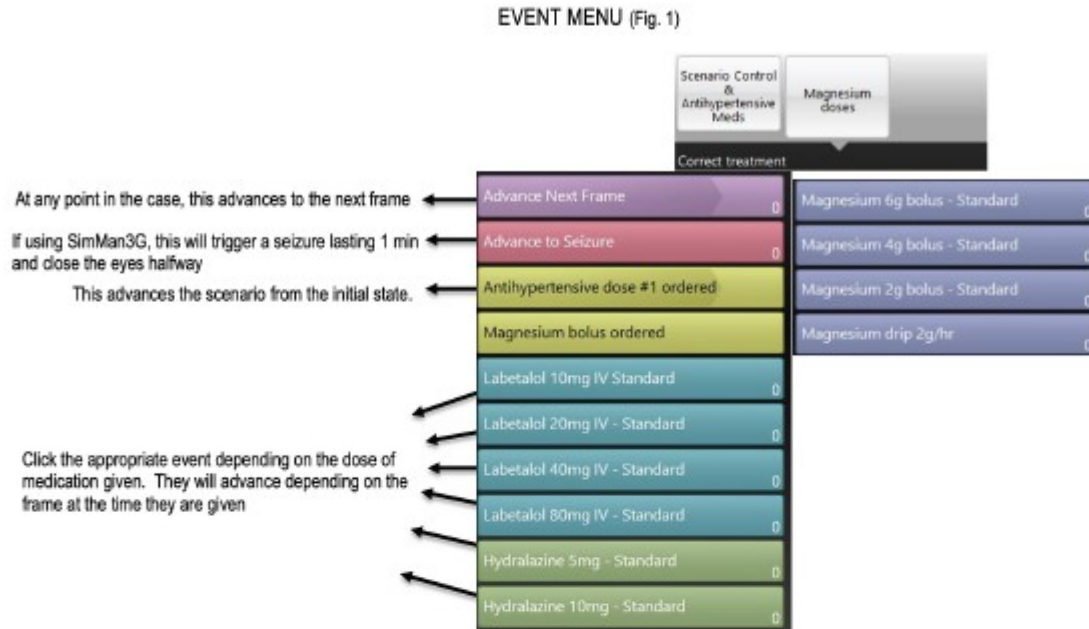 EVENT MENU (Fig. 1)
Scenario Control
&
Antihypertensive
Meds
Magnesium
doses
Correct treatment
At any point in the case, this advances to the next frame
Advance Next Frame
0
Magnesium 6g bolus - Standard
0
If using SimMan3G, this will trigger a seizure lasting 1 min
and close the eyes halfway
Advance to Seizure
0
Magnesium 4g bolus - Standard
0
This advances the scenario from the initial state.
Antihypertensive dose #1 ordered
Magnesium 2g bolus - Standard
0
Magnesium bolus ordered
Magnesium drip 2g/hr
0
Labetalol 10mg IV Standard
0
Labetalol 20mg IV - Standard
0
Click the appropriate event depending on the dose of
medication given. They will advance depending on the
frame at the time they are given
Labetalol 40mg IV - Standard
0
Labetalol 80mg IV - Standard
0
Hydralazine 5mg - Standard
0
Hydralazine 10mg - Standard
0